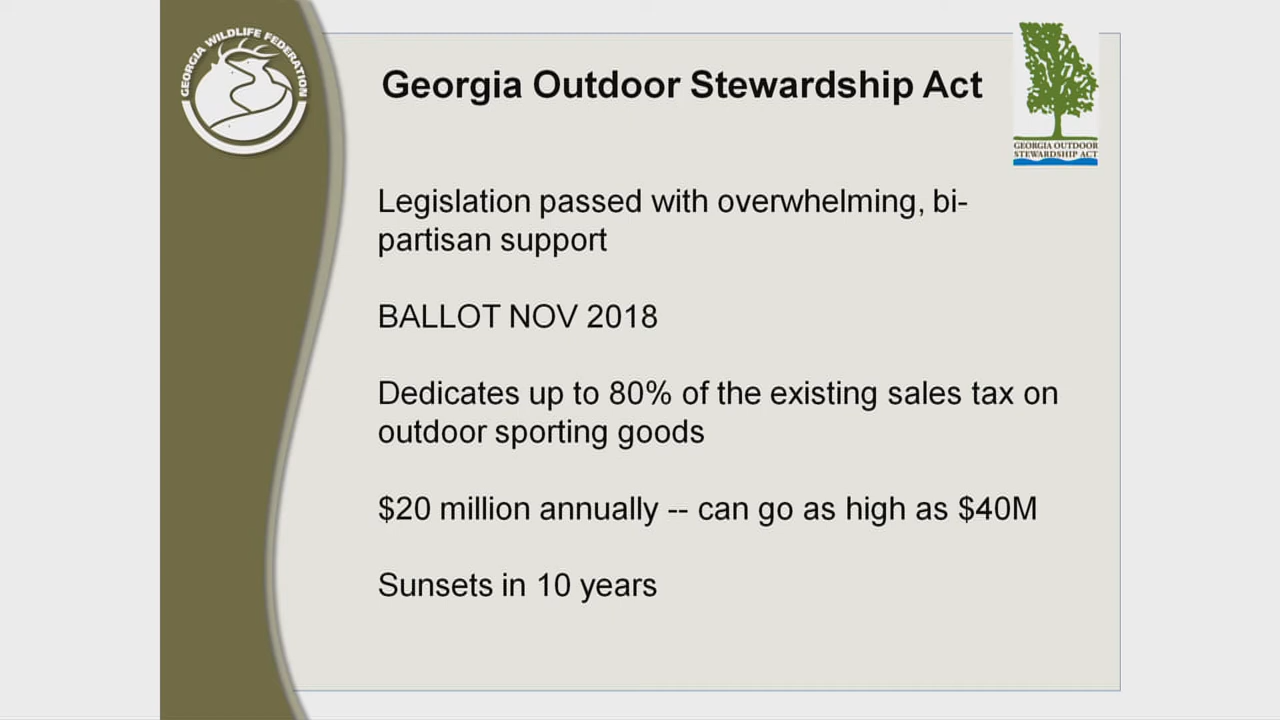 GEORGIA WILDLIFE FEDERATION
Georgia Outdoor Stewardship Act
GEORGIA OUTDOOR
STEWARDSHIP ACT
Legislation passed with overwhelming, bi-
partisan support
BALLOT NOV 2018
Dedicates up to 80% of the existing sales tax on
outdoor sporting goods
$20 million annually -- can go as high as $40M
Sunsets in 10 years